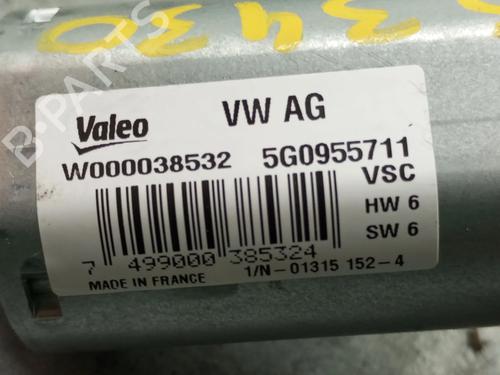 430
Valeo VW AG
W000038532 5G0955711
VSC
HW 6
SW 6
7 499000 385324
MADE IN FRANCE 1/N - 01315 152-4